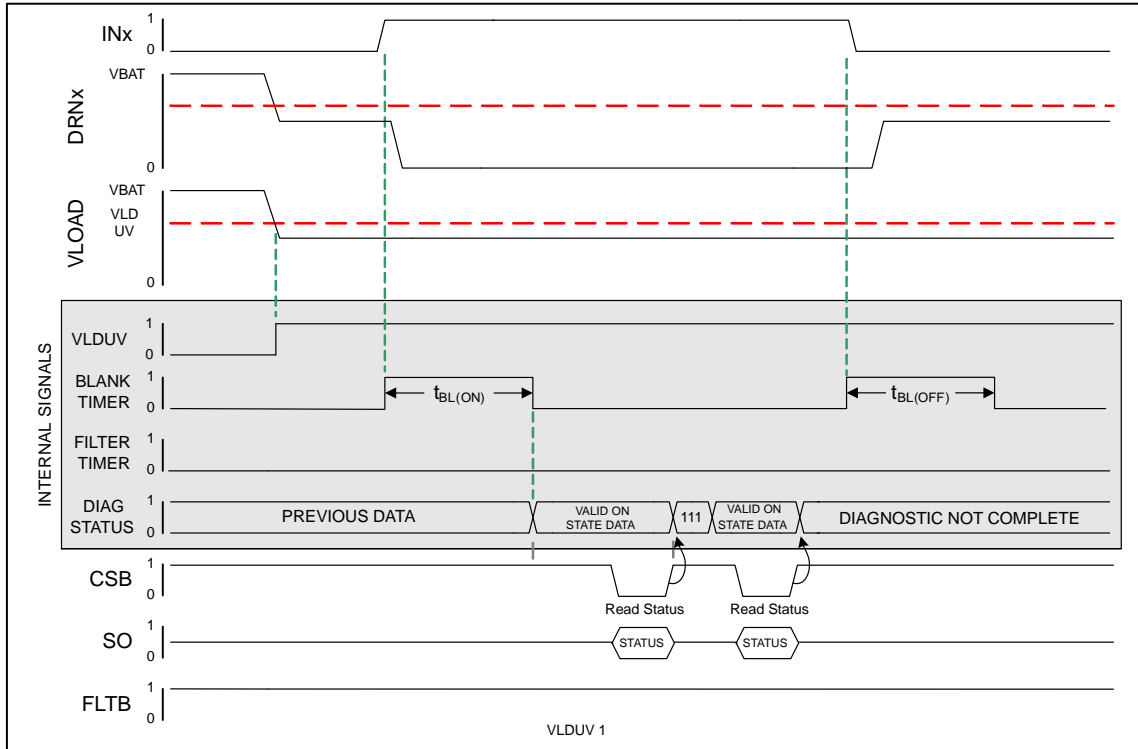 INx
1
0
DRNx
VBAT
0
VLOAD
VBAT
VLD
UV
0
INTERNAL SIGNALS
VLDUV
1
0
BLANK
TIMER
1
0
tBL(ON)
tBL(OFF)
FILTER
TIMER
1
0
DIAG
STATUS
1
0
PREVIOUS DATA
VALID ON
STATE DATA
111
VALID ON
STATE DATA
DIAGNOSTIC NOT COMPLETE
CSB
1
0
Read Status
Read Status
SO
1
0
STATUS
STATUS
FLTB
1
0
VLDUV 1